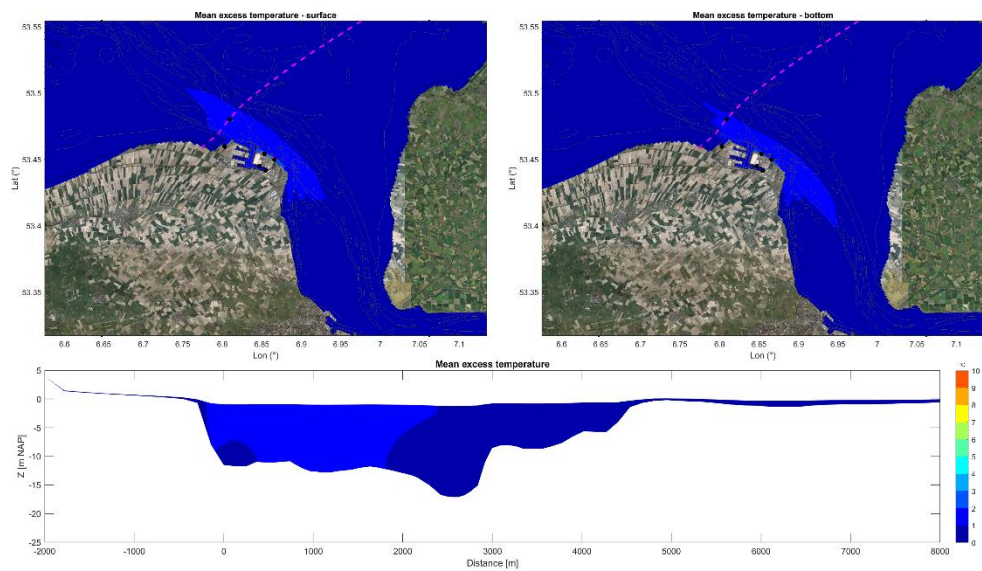 Mean excess temperature - surface
53.55
53.5
53.45
53.4
53.35
Lat (°)
6.6 6.65 6.7 6.75 6.8 6.85 6.9 6.95 7 7.05 7.1
Lon (°)
Mean excess temperature - bottom
53.55
53.5
53.45
53.4
53.35
Lat (°)
6.6 6.65 6.7 6.75 6.8 6.85 6.9 6.95 7 7.05 7.1
Lon (°)
Mean excess temperature
5
0
-5
-10
-15
-20
-25
Z [m NAP]
-2000 -1000 0 1000 2000 3000 4000 5000 6000 7000 8000
Distance [m]
°C
10
9
8
7
6
5
4
3
2
1
0